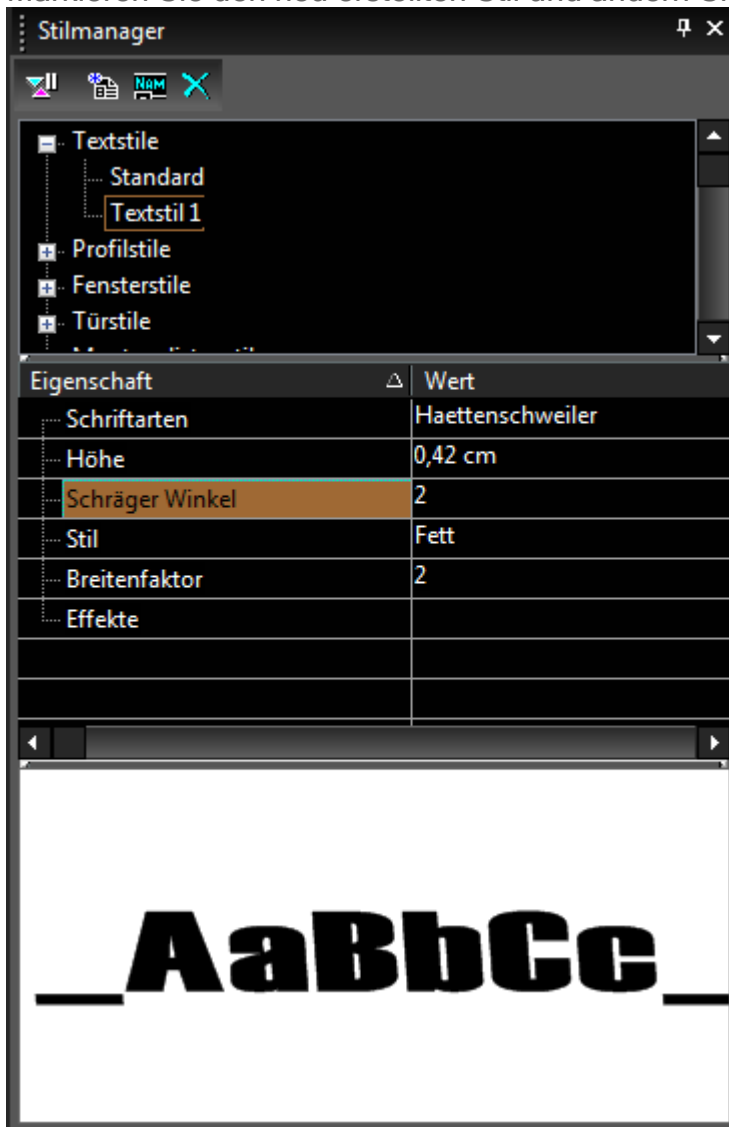 Stilmanager
NAM
Textstile
Standard
Textstil 1
Profilstile
Fensterstile
Türstile
Eigenschaft Wert
Schriftarten Haettenschweiler
Höhe 0,42 cm
Schräger Winkel 2
Stil Fett
Breitenfaktor 2
Effekte
_AaBbCc_